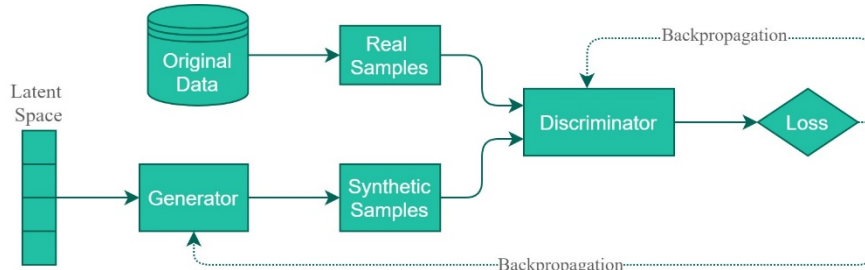 Original
Data
Real
Samples
Backpropagation
Latent
Space
Discriminator
Loss
Generator
Synthetic
Samples
Backpropagation